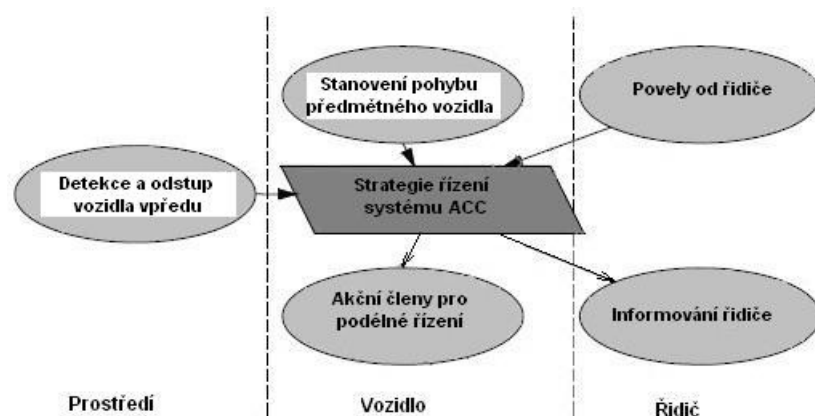 Stanovení pohybu
předmětného vozidla
Povely od řidiče
Detekce a odstup
vozidla vpředu
Strategie řízení
systému ACC
Akční členy pro
podélné řízení
Informování řidiče
Prostředí
Vozidlo
Řidič